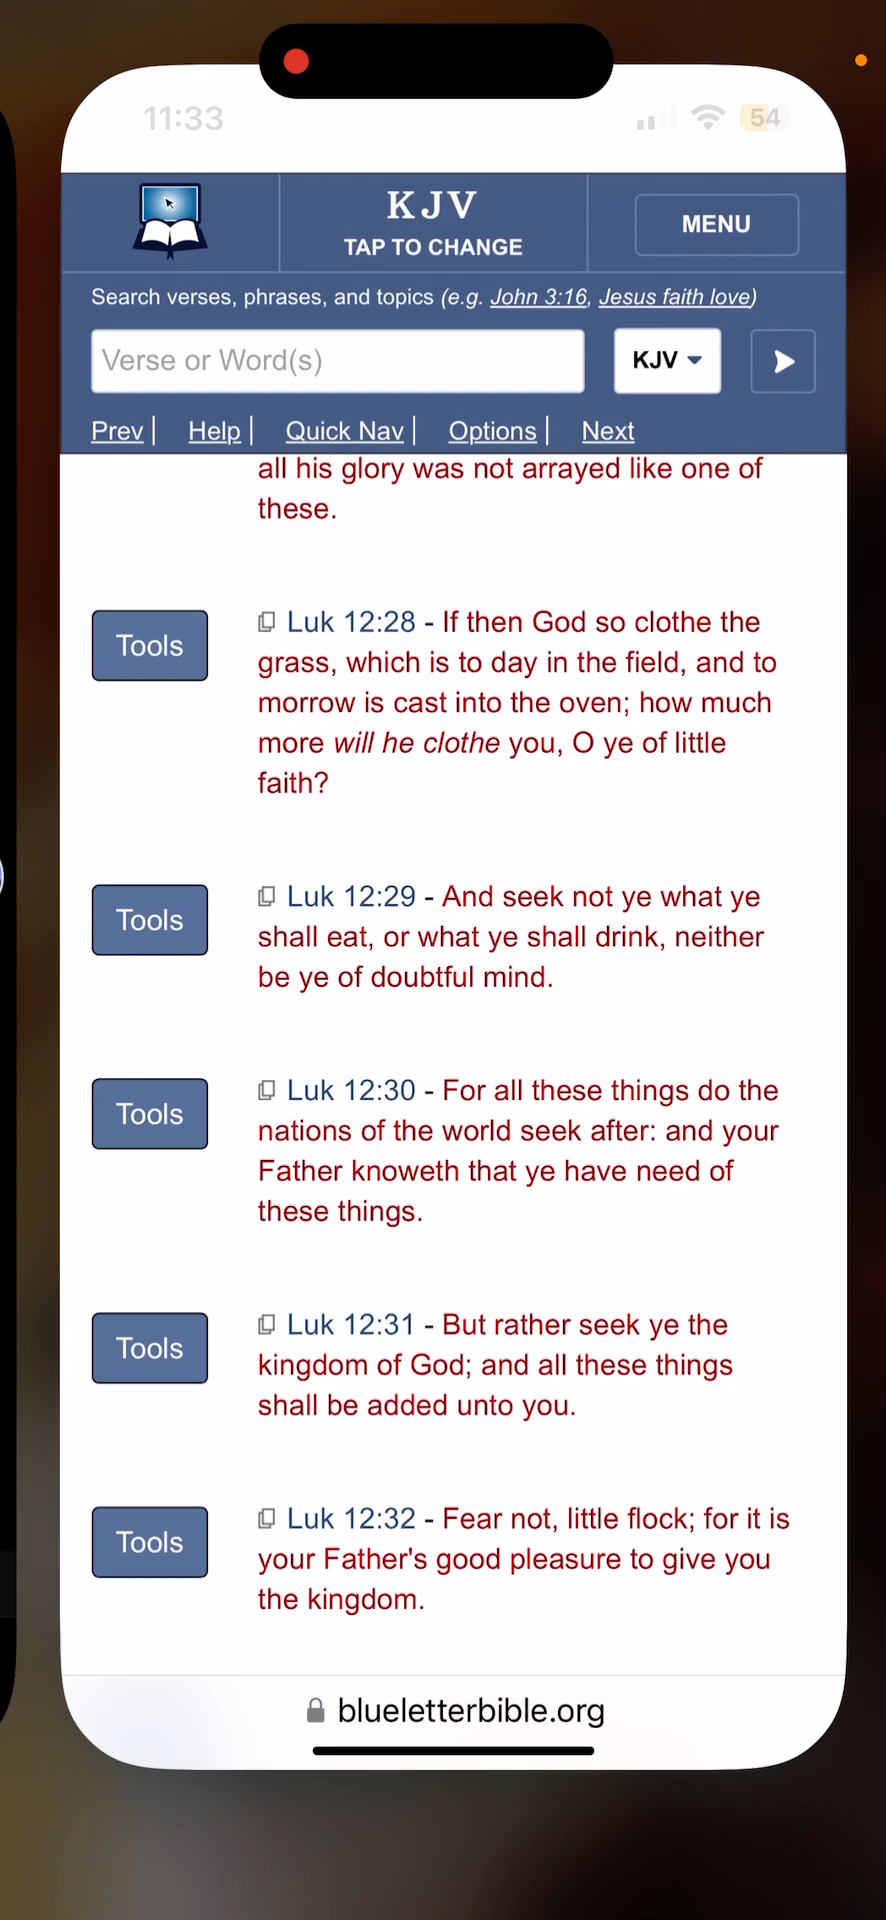 11:33
54
KJV
TAP TO CHANGE
MENU
Search verses, phrases, and topics (e.g. John 3:16, Jesus faith love)
Verse or Word(s)
KJV
Prev | Help | Quick Nav | Options | Next
all his glory was not arrayed like one of
these.
Tools
Luk 12:28 - If then God so clothe the
grass, which is to day in the field, and to
morrow is cast into the oven; how much
more will he clothe you, O ye of little
faith?
Tools
Luk 12:29 - And seek not ye what ye
shall eat, or what ye shall drink, neither
be ye of doubtful mind.
Tools
Luk 12:30 - For all these things do the
nations of the world seek after: and your
Father knoweth that ye have need of
these things.
Tools
Luk 12:31 - But rather seek ye the
kingdom of God; and all these things
shall be added unto you.
Tools
Luk 12:32 - Fear not, little flock; for it is
your Father's good pleasure to give you
the kingdom.
blueletterbible.org